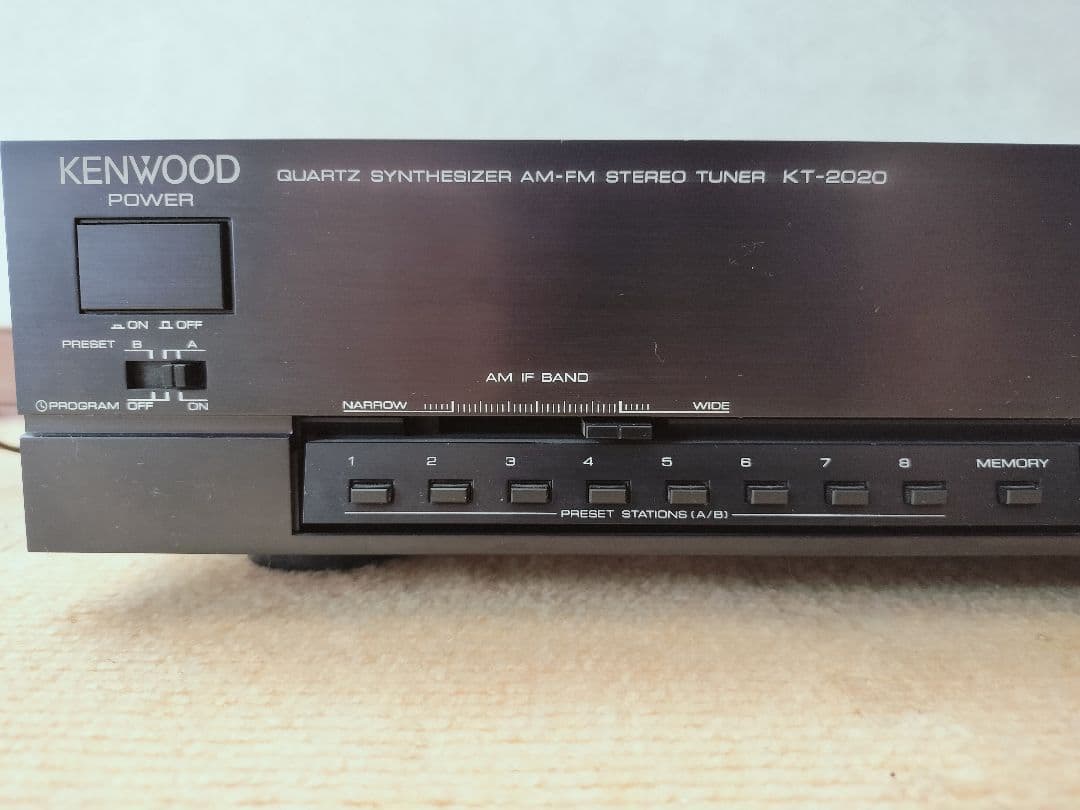 KENWOOD
QUARTZ SYNTHESIZER AM-FM STEREO TUNER KT-2020
POWER
ON OFF
PRESET B A
PROGRAM OFF ON
AM IF BAND
NARROW WIDE
1 2 3 4 5 6 7 8 MEMORY
PRESET STATIONS (A/B)